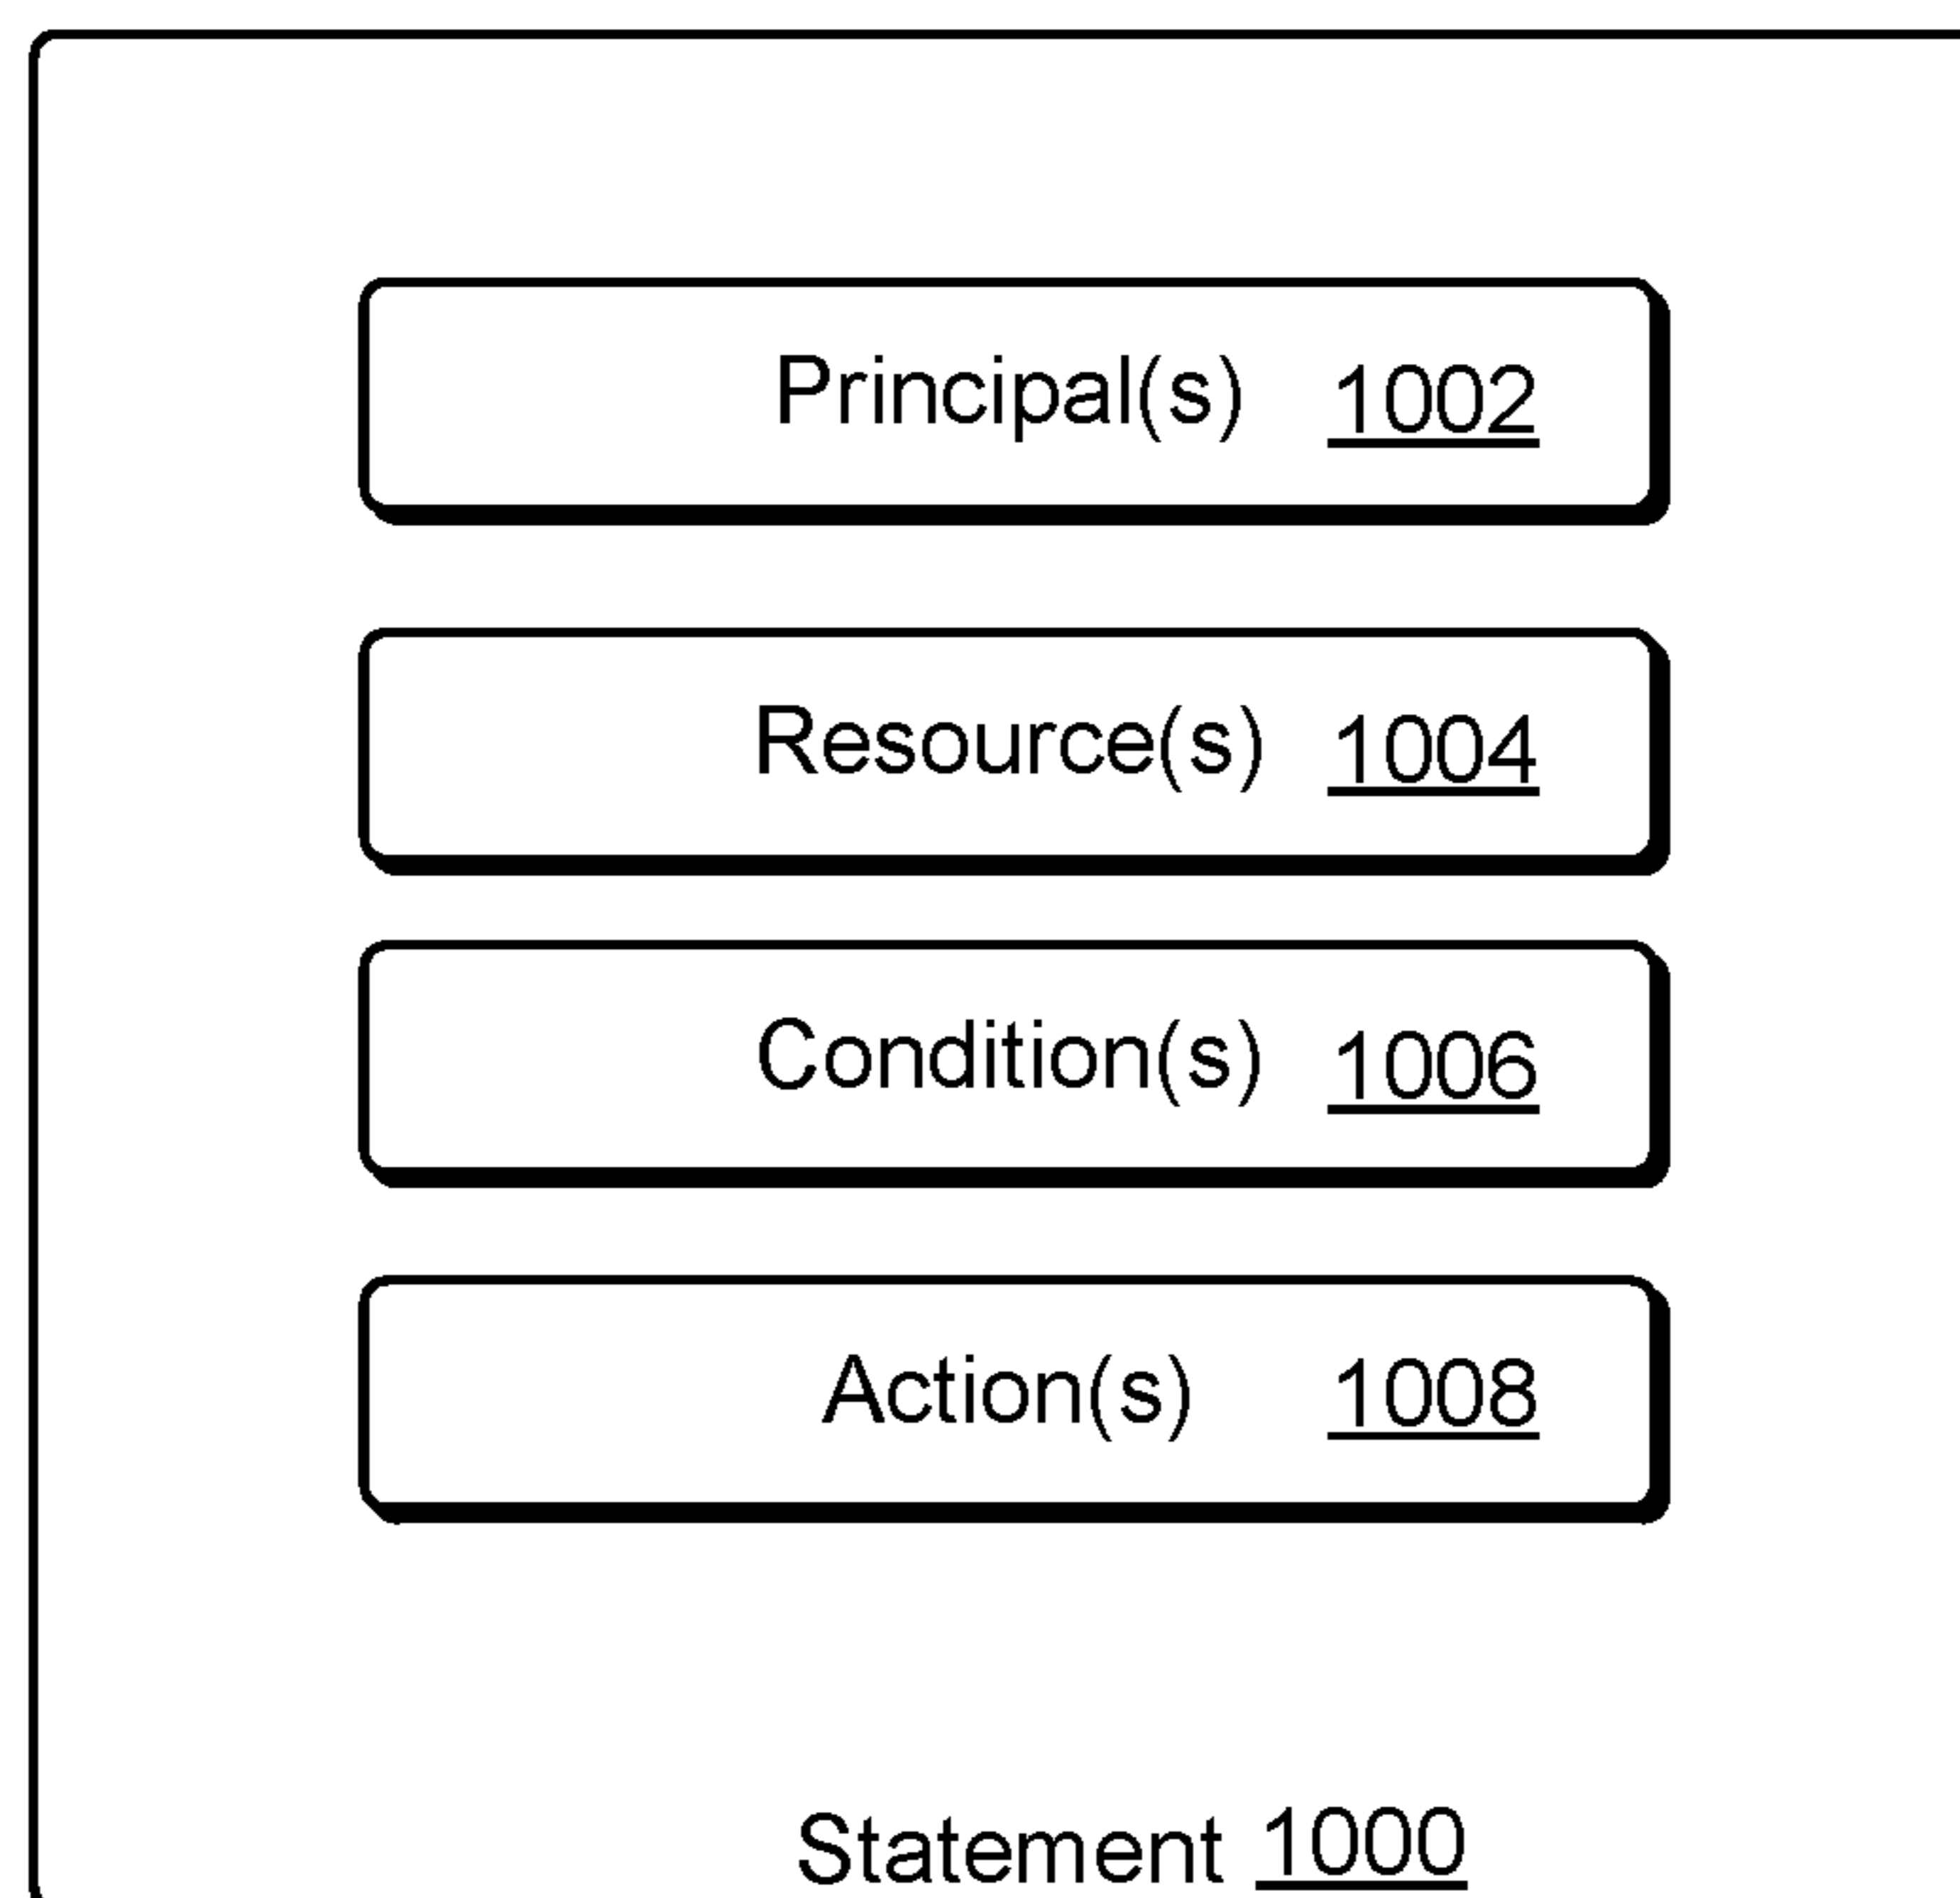 Principal(s) 1002
Resource(s) 1004
Condition(s) 1006
Action(s) 1008
Statement 1000